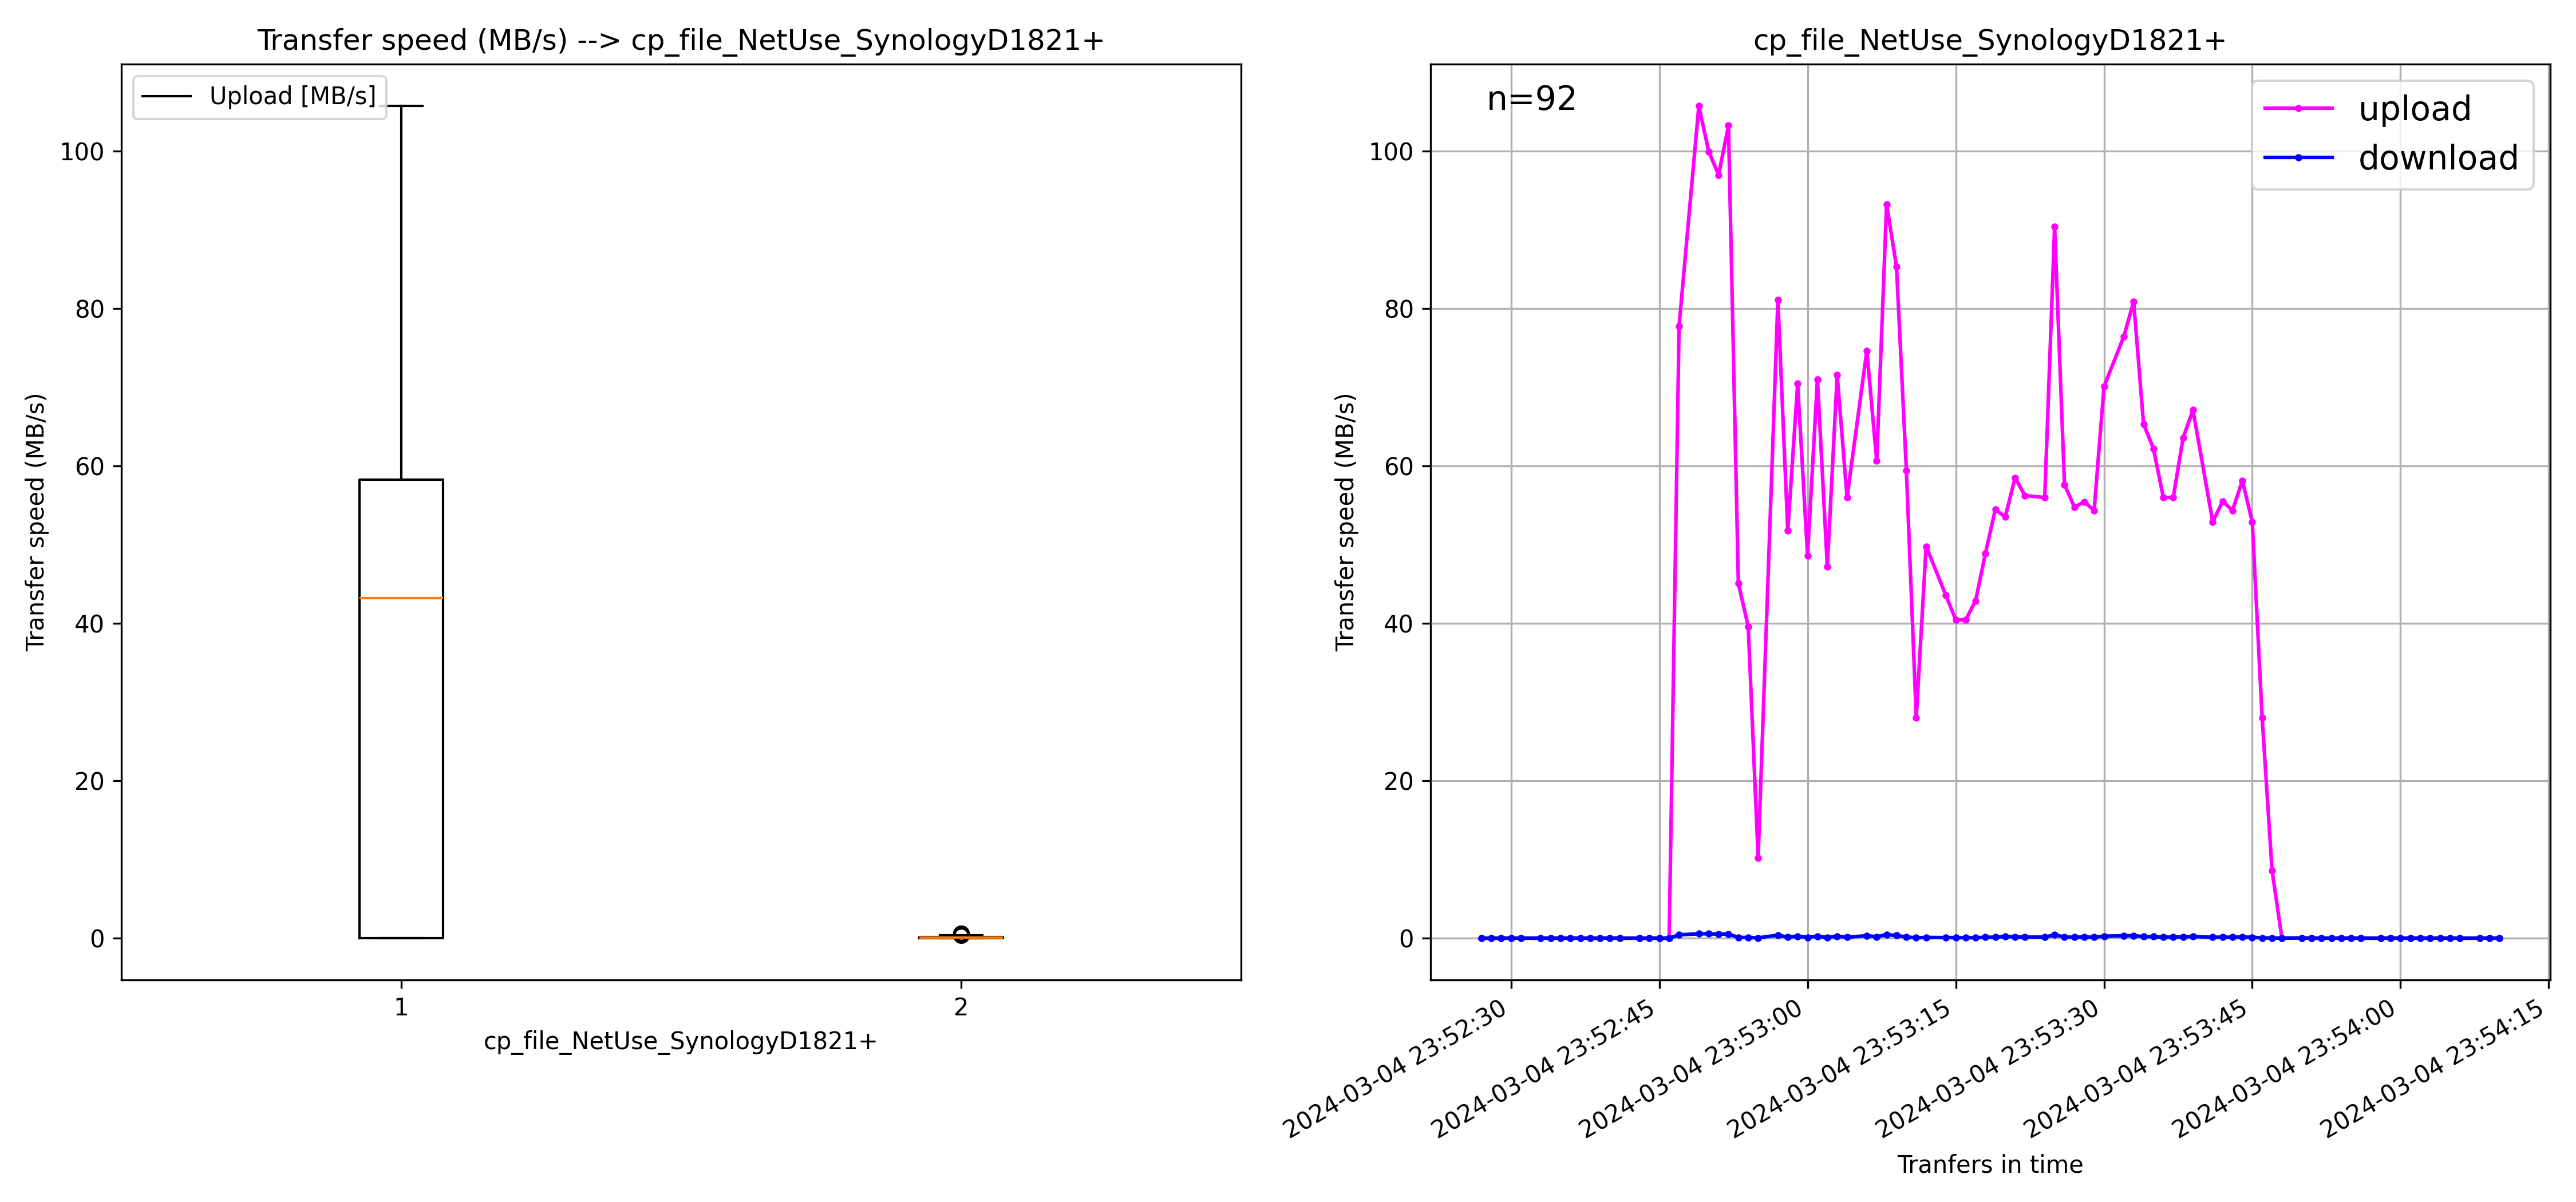 Transfer speed (MB/s) --> cp_file_NetUse_SynologyD1821+
Upload [MB/s]
Transfer speed (MB/s)
100
80
60
40
20
0
1
2
cp_file_NetUse_SynologyD1821+
cp_file_NetUse_SynologyD1821+
n=92
upload
download
Transfer speed (MB/s)
100
80
60
40
20
0
2024-03-04 23:52:30
2024-03-04 23:52:45
2024-03-04 23:53:00
2024-03-04 23:53:15
2024-03-04 23:53:30
2024-03-04 23:53:45
2024-03-04 23:54:00
2024-03-04 23:54:15
Tranfers in time